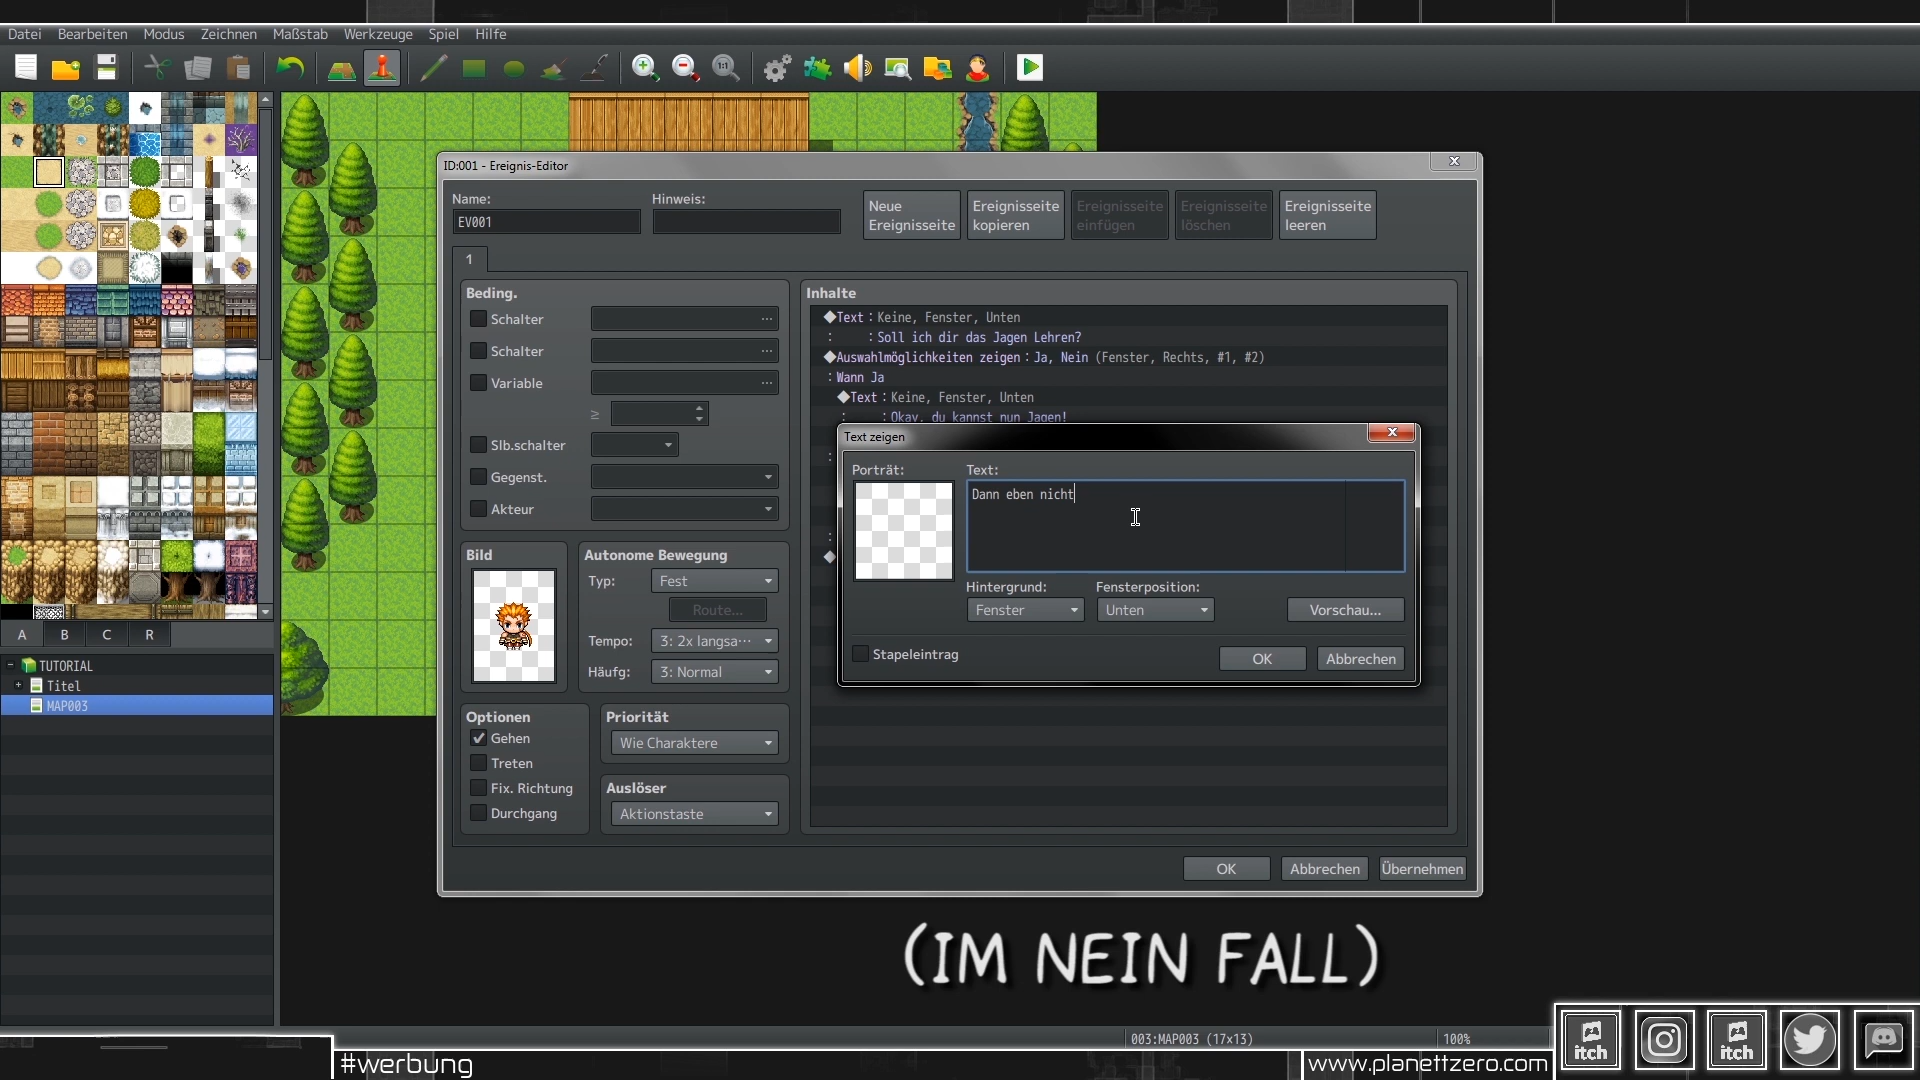 Datei Bearbeiten Modus Zeichnen Maßstab Werkzeuge Spiel Hilfe
1:1
ID:001 - Ereignis-Editor
Name: Hinweis:
EV001
Neue Ereignisseite
Ereignisseite kopieren
Ereignisseite einfügen
Ereignisseite löschen
Ereignisseite leeren
1
Beding.
Schalter ...
Schalter ...
Variable ...
≥
Slb.schalter
Gegenst.
Akteur
Bild
Autonome Bewegung
Typ: Fest
Route...
Tempo: 3: 2x langsa...
Häufg: 3: Normal
Optionen
Gehen
Treten
Fix. Richtung
Durchgang
Priorität
Wie Charaktere
Auslöser
Aktionstaste
Inhalte
◆Text : Keine, Fenster, Unten
: : Soll ich dir das Jagen Lehren?
◆Auswahlmöglichkeiten zeigen : Ja, Nein (Fenster, Rechts, #1, #2)
: Wann Ja
◆Text : Keine, Fenster, Unten
: : Okay, du kannst nun Jagen!
:
:
◆
Text zeigen
Porträt: Text:
Dann eben nicht
Hintergrund: Fensterposition:
Fenster Unten Vorschau...
Stapeleintrag OK Abbrechen
OK Abbrechen Übernehmen
A B C R
TUTORIAL
Titel
MAP003
(IM NEIN FALL)
003:MAP003 (17x13) 100%
#werbung
www.planettzero.com
itch
itch